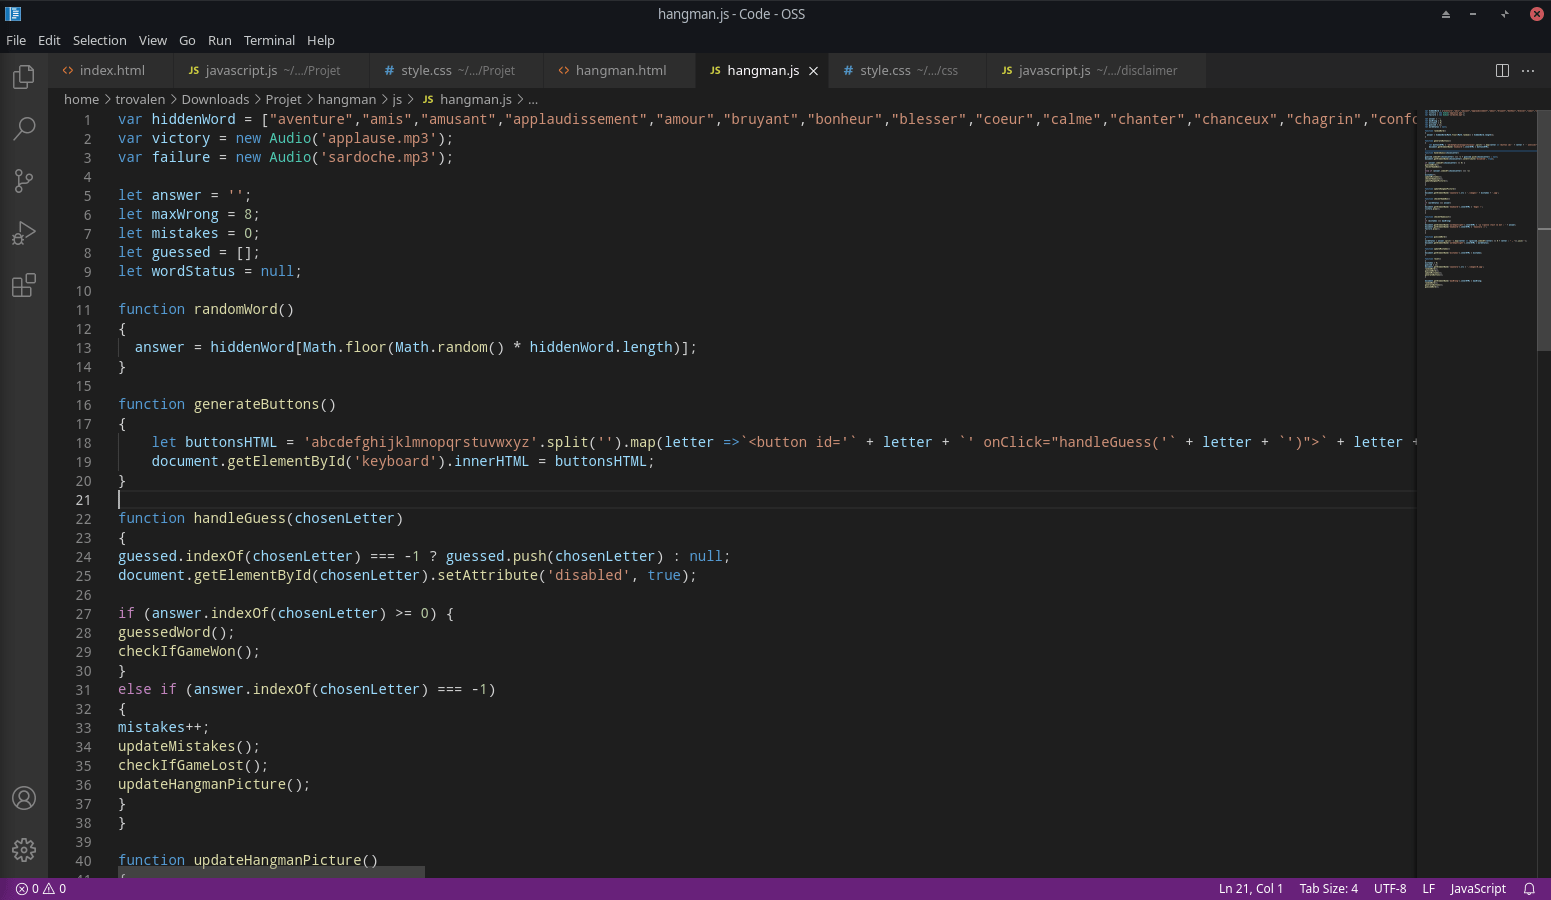 hangman.js - Code - OSS
File Edit Selection View Go Run Terminal Help
index.html JS javascript.js ~/.../Projet # style.css ~/.../Projet hangman.html JS hangman.js # style.css ~/.../css JS javascript.js ~/.../disclaimer
home > trovalen > Downloads > Projet > hangman > js > JS hangman.js > ...
1 var hiddenWord = ["aventure","amis","amusant","applaudissement","amour","bruyant","bonheur","blesser","coeur","calme","chanter","chanceux","chagrin","confo
2 var victory = new Audio('applause.mp3');
3 var failure = new Audio('sardoche.mp3');
4
5 let answer = '';
6 let maxWrong = 8;
7 let mistakes = 0;
8 let guessed = [];
9 let wordStatus = null;
10
11 function randomWord()
12 {
13   answer = hiddenWord[Math.floor(Math.random() * hiddenWord.length)];
14 }
15
16 function generateButtons()
17 {
18     let buttonsHTML = 'abcdefghijklmnopqrstuvwxyz'.split('').map(letter =>`<button id='` + letter + `' onClick="handleGuess('` + letter + `')">` + letter +
19     document.getElementById('keyboard').innerHTML = buttonsHTML;
20 }
21
22 function handleGuess(chosenLetter)
23 {
24 guessed.indexOf(chosenLetter) === -1 ? guessed.push(chosenLetter) : null;
25 document.getElementById(chosenLetter).setAttribute('disabled', true);
26
27 if (answer.indexOf(chosenLetter) >= 0) {
28 guessedWord();
29 checkIfGameWon();
30 }
31 else if (answer.indexOf(chosenLetter) === -1)
32 {
33 mistakes++;
34 updateMistakes();
35 checkIfGameLost();
36 updateHangmanPicture();
37 }
38 }
39
40 function updateHangmanPicture()
0 0 Ln 21, Col 1 Tab Size: 4 UTF-8 LF JavaScript